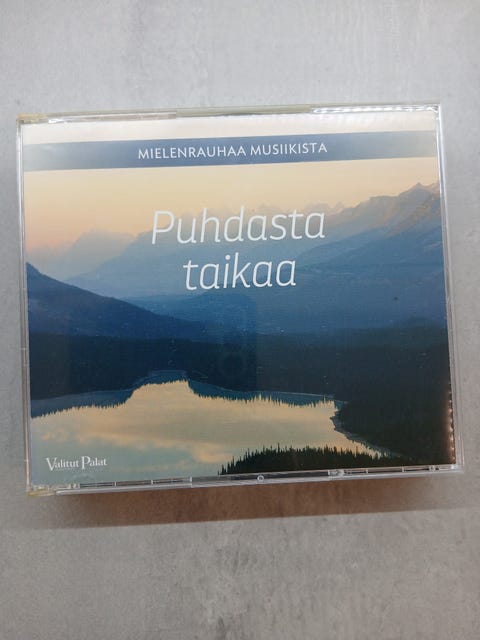 MIELENRAUHAA MUSIIKISTA
Puhdasta
taikaa
Valitut Palat